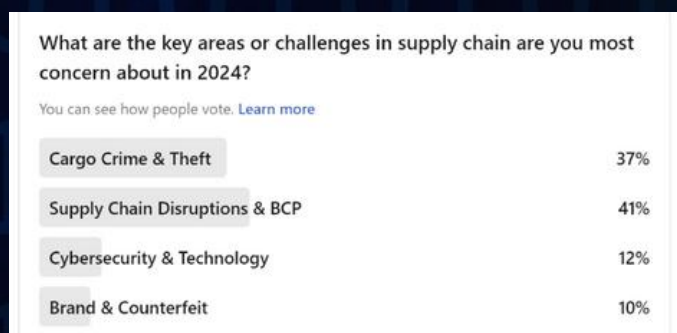 What are the key areas or challenges in supply chain are you most
concern about in 2024?
You can see how people vote. Learn more
Cargo Crime & Theft 37%
Supply Chain Disruptions & BCP 41%
Cybersecurity & Technology 12%
Brand & Counterfeit 10%